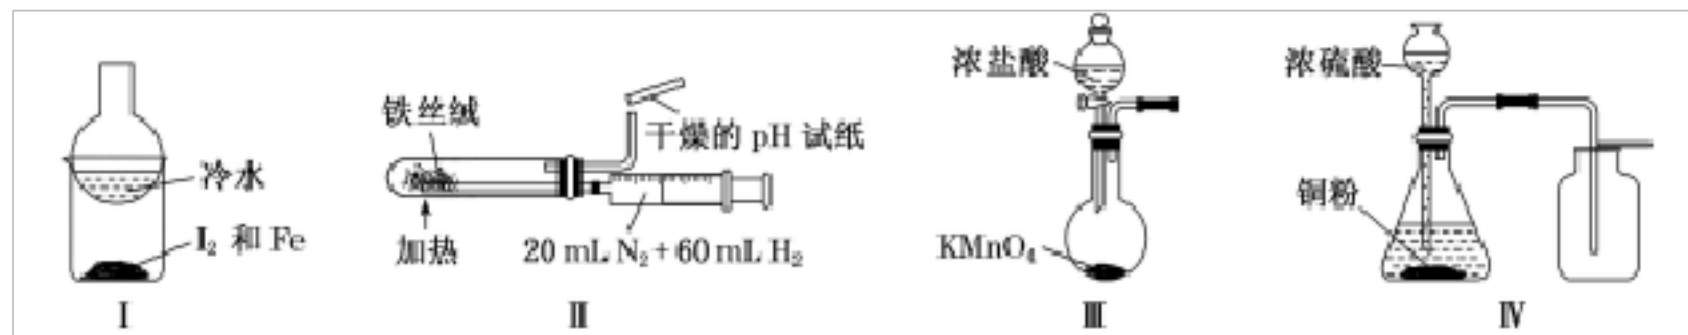 冷水
I₂ 和 Fe
Ⅰ
铁丝绒
干燥的 pH 试纸
加热
20 mL N₂+60 mL H₂
Ⅱ
浓盐酸
KMnO₄
Ⅲ
浓硫酸
铜粉
Ⅳ